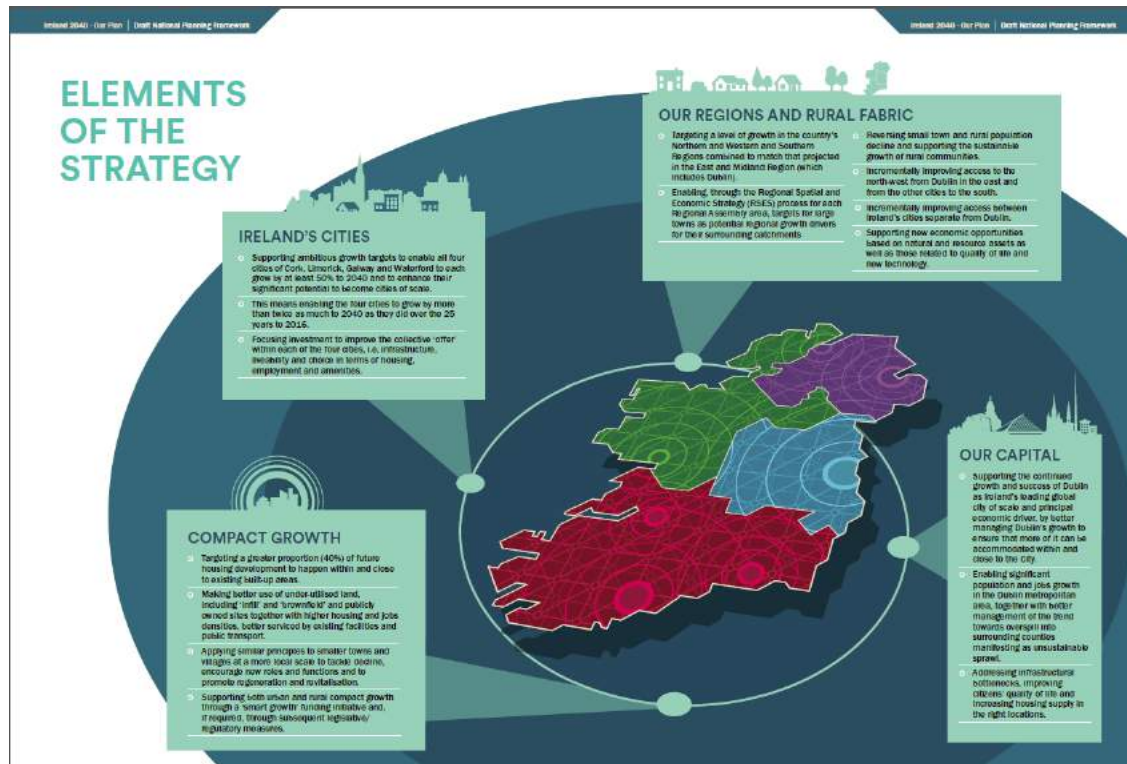 Ireland 2040 - Our Plan | Draft National Planning Framework
Ireland 2040 - Our Plan | Draft National Planning Framework
ELEMENTS
OF THE
STRATEGY
OUR REGIONS AND RURAL FABRIC
Targeting a level of growth in the country's
Northern and Western and Southern
Regions combined to match that projected
in the East and Midland Region (which
includes Dublin).
Enabling, through the Regional Spatial and
Economic Strategy (RSES) process for each
Regional Assembly area, targets for large
towns as potential regional growth drivers
for their surrounding catchments
Reversing small town and rural population
decline and supporting the sustainable
growth of rural communities.
Incrementally improving access to the
north-west from Dublin in the east and
from the other cities to the south.
Incrementally improving access between
Ireland's cities separate from Dublin.
Supporting new economic opportunities
based on natural and resource assets as
well as those related to quality of life and
new technology.
IRELAND'S CITIES
Supporting ambitious growth targets to enable all four
cities of Cork, Limerick, Galway and Waterford to each
grow by at least 50% to 2040 and to enhance their
significant potential to become cities of scale.
This means enabling the four cities to grow by more
than twice as much to 2040 as they did over the 25
years to 2016.
Focusing investment to improve the collective 'offer'
within each of the four cities, i.e. infrastructure,
liveability and choice in terms of housing,
employment and amenities.
COMPACT GROWTH
Targeting a greater proportion (40%) of future
housing development to happen within and close
to existing built-up areas.
Making better use of under-utilised land,
including 'infill' and 'brownfield' and publicly
owned sites together with higher housing and jobs
densities, better serviced by existing facilities and
public transport.
Applying similar principles to smaller towns and
villages at a more local scale to tackle decline,
encourage new roles and functions and to
promote regeneration and revitalisation.
Supporting both urban and rural compact growth
through a 'smart growth' funding initiative and,
if required, through subsequent legislative/
regulatory measures.
OUR CAPITAL
Supporting the continued
growth and success of Dublin
as Ireland's leading global
city of scale and principal
economic driver, by better
managing Dublin's growth to
ensure that more of it can be
accommodated within and
close to the city.
Enabling significant
population and jobs growth
in the Dublin metropolitan
area, together with better
management of the trend
towards overspill into
surrounding counties
manifesting as unsustainable
sprawl.
Addressing infrastructural
bottlenecks, improving
citizens' quality of life and
increasing housing supply in
the right locations.